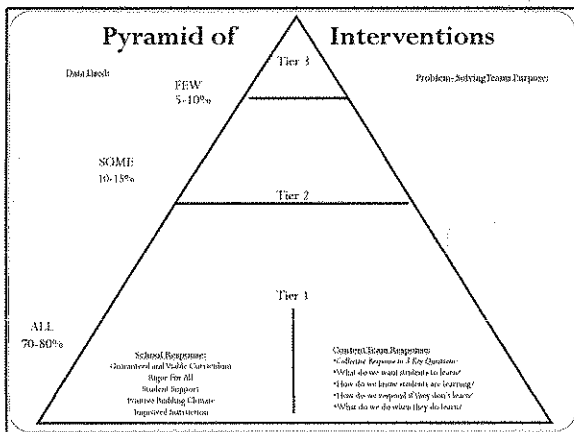 Pyramid of Interventions
Tier 3
Data Used:
Problem-Solving Team Purpose:
FEW
5-10%
SOME
10-15%
Tier 2
Tier 1
ALL
70-80%
School Response:
Guaranteed and Viable Curriculum
Rigor For All
Student Support
Positive Building Climate
Improved Instruction
Content Team Response:
*Collective Response to 4 Key Questions:
*What do we want students to learn?
*How do we know students are learning?
*How do we respond if they don't learn?
*What do we do when they do learn?